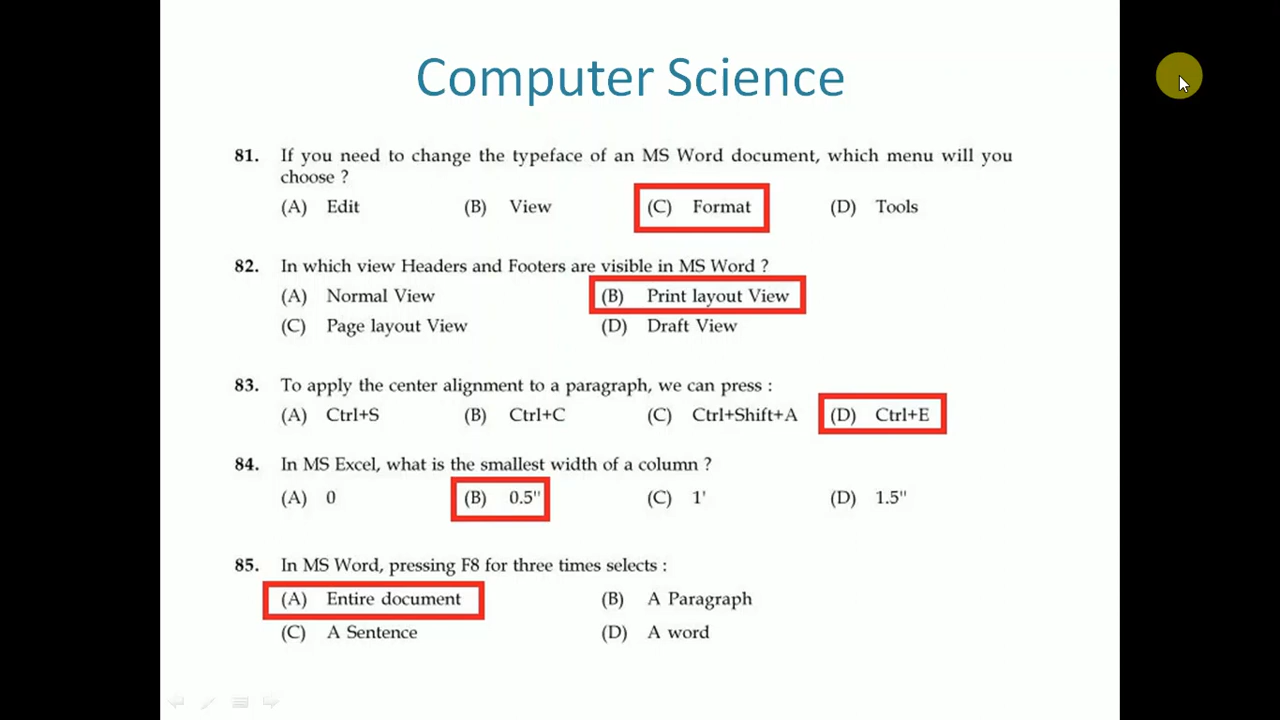 Computer Science
81. If you need to change the typeface of an MS Word document, which menu will you
choose ?
(A) Edit (B) View (C) Format (D) Tools
82. In which view Headers and Footers are visible in MS Word ?
(A) Normal View (B) Print layout View
(C) Page layout View (D) Draft View
83. To apply the center alignment to a paragraph, we can press :
(A) Ctrl+S (B) Ctrl+C (C) Ctrl+Shift+A (D) Ctrl+E
84. In MS Excel, what is the smallest width of a column ?
(A) 0 (B) 0.5" (C) 1' (D) 1.5"
85. In MS Word, pressing F8 for three times selects :
(A) Entire document (B) A Paragraph
(C) A Sentence (D) A word